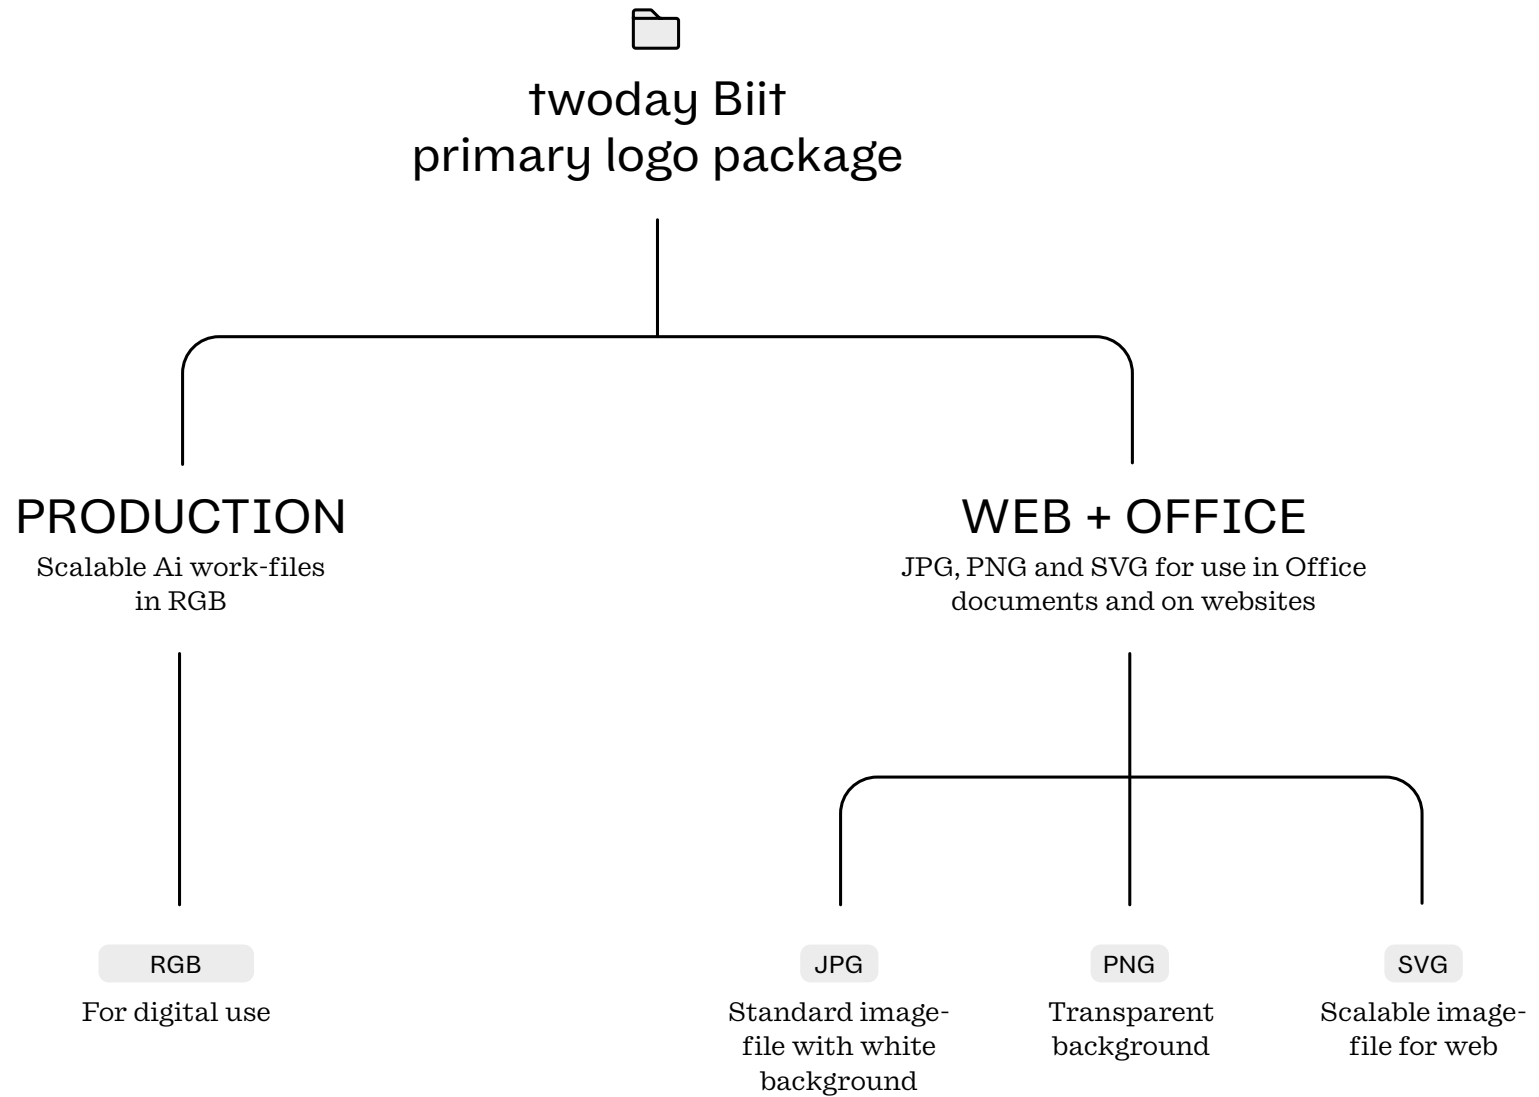 twoday Biit
primary logo package
PRODUCTION
Scalable Ai work-files
in RGB
WEB + OFFICE
JPG, PNG and SVG for use in Office
documents and on websites
RGB
For digital use
JPG
Standard image-
file with white
background
PNG
Transparent
background
SVG
Scalable image-
file for web